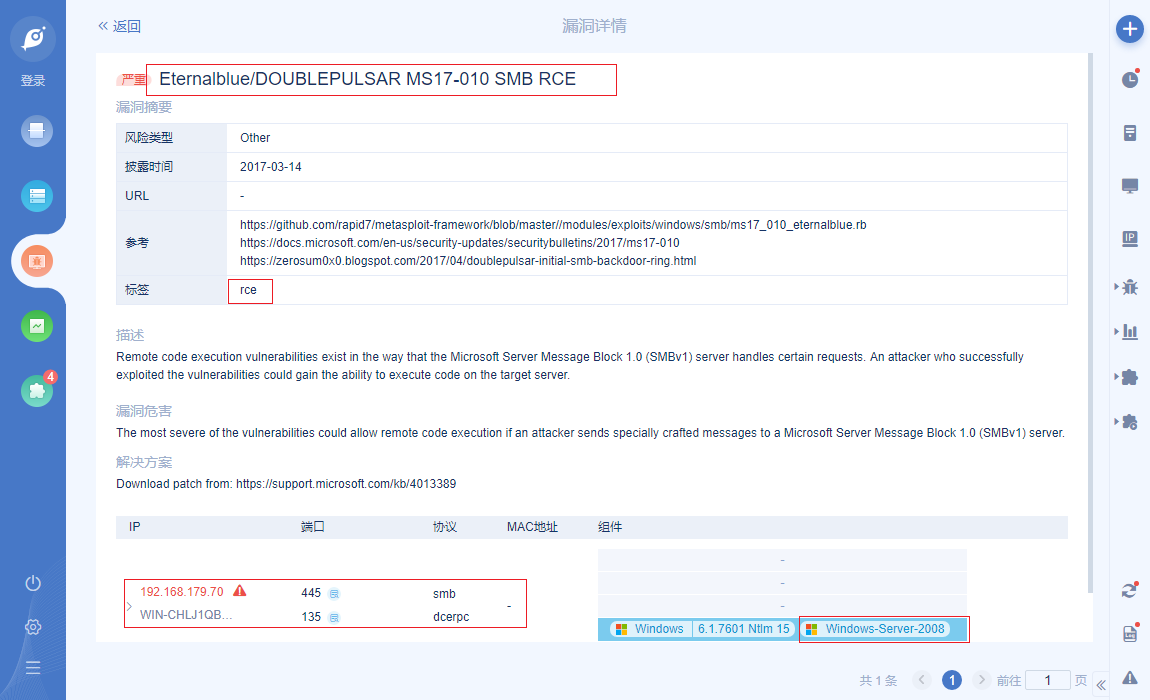 返回
漏洞详情
登录
严重
Eternalblue/DOUBLEPULSAR MS17-010 SMB RCE
漏洞摘要
风险类型 Other
披露时间 2017-03-14
URL -
参考
https://github.com/rapid7/metasploit-framework/blob/master//modules/exploits/windows/smb/ms17_010_eternalblue.rb
https://docs.microsoft.com/en-us/security-updates/securitybulletins/2017/ms17-010
https://zerosum0x0.blogspot.com/2017/04/doublepulsar-initial-smb-backdoor-ring.html
标签 rce
描述
Remote code execution vulnerabilities exist in the way that the Microsoft Server Message Block 1.0 (SMBv1) server handles certain requests. An attacker who successfully
exploited the vulnerabilities could gain the ability to execute code on the target server.
漏洞危害
The most severe of the vulnerabilities could allow remote code execution if an attacker sends specially crafted messages to a Microsoft Server Message Block 1.0 (SMBv1) server.
解决方案
Download patch from: https://support.microsoft.com/kb/4013389
IP 端口 协议 MAC地址 组件
-
-
-
192.168.179.70 445 smb
-
WIN-CHLJ1QB... 135 dcerpc
Windows 6.1.7601 Ntlm 15 Windows-Server-2008
共 1 条 1 前往 1 页
4
IP
LOG